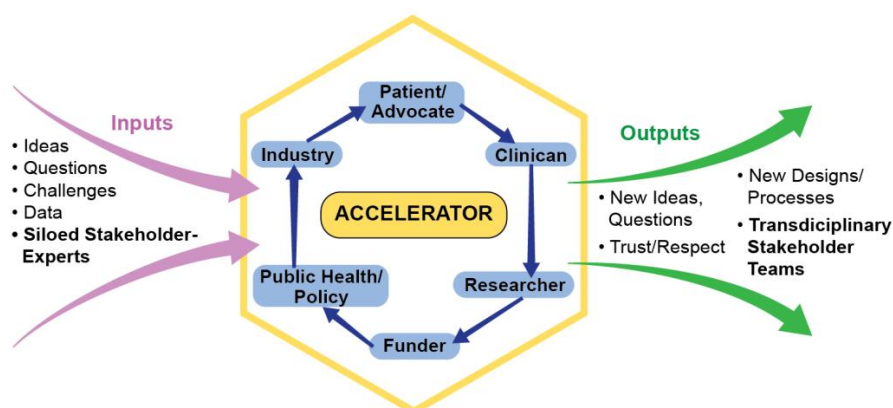 Inputs
• Ideas
• Questions
• Challenges
• Data
• Siloed Stakeholder-
Experts
Patient/
Advocate
Industry
Clinican
ACCELERATOR
Public Health/
Policy
Researcher
Funder
Outputs
• New Ideas,
Questions
• Trust/Respect
• New Designs/
Processes
• Transdiciplinary
Stakeholder
Teams